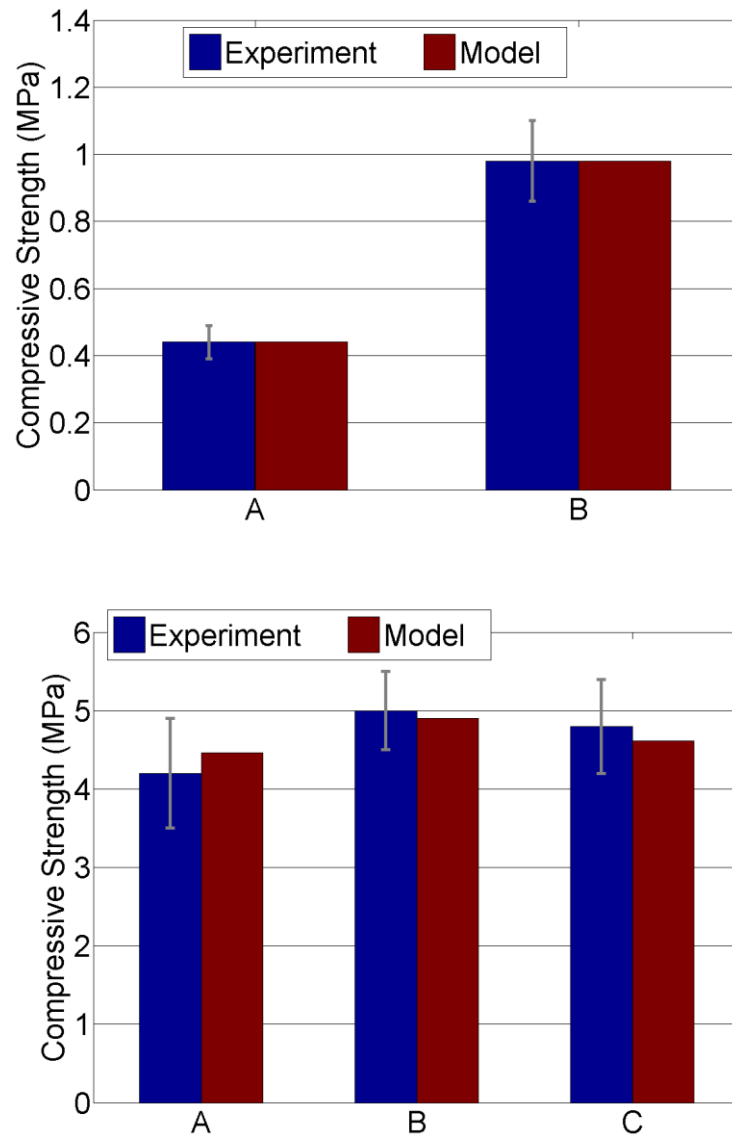 Compressive Strength (MPa)
1.4
1.2
1
0.8
0.6
0.4
0.2
0
Experiment Model
A B
Compressive Strength (MPa)
6
5
4
3
2
1
0
Experiment Model
A B C